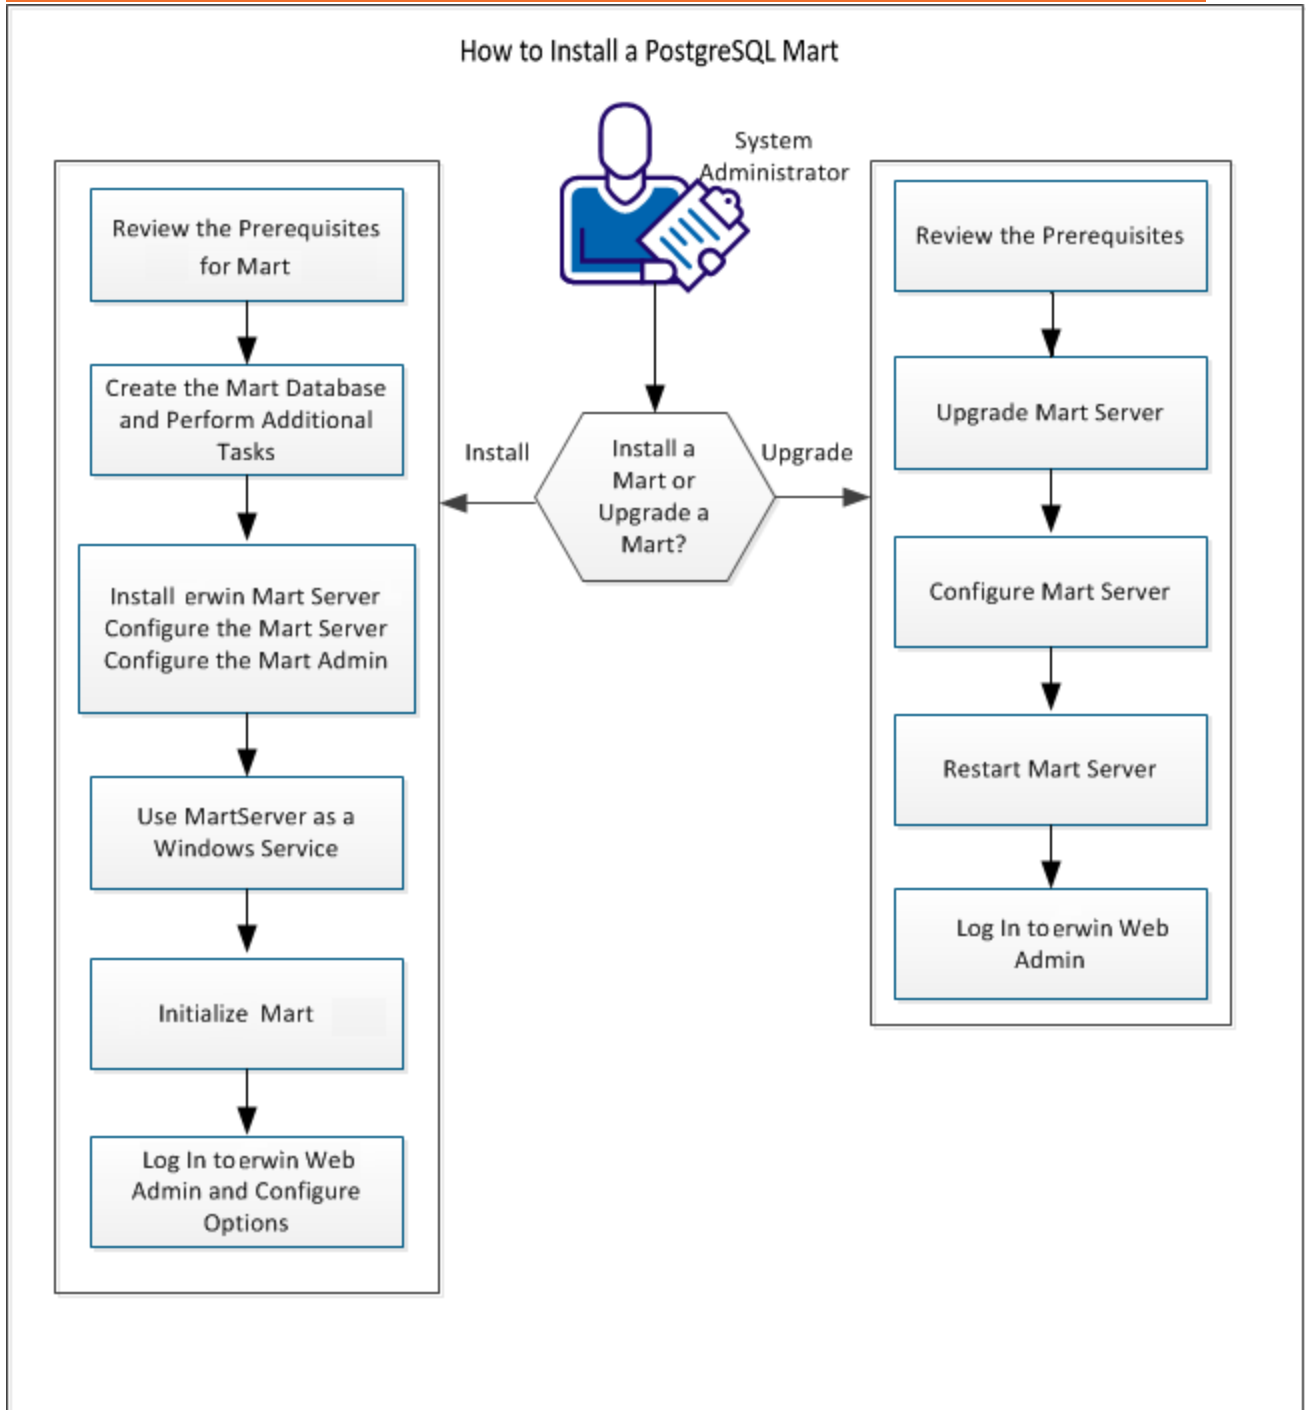 How to Install a PostgreSQL Mart
System
Administrator
Install a
Mart or
Upgrade a
Mart?
Install
Upgrade
Review the Prerequisites
for Mart
Create the Mart Database
and Perform Additional
Tasks
Install erwin Mart Server
Configure the Mart Server
Configure the Mart Admin
Use MartServer as a
Windows Service
Initialize Mart
Log In to erwin Web
Admin and Configure
Options
Review the Prerequisites
Upgrade Mart Server
Configure Mart Server
Restart Mart Server
Log In to erwin Web
Admin